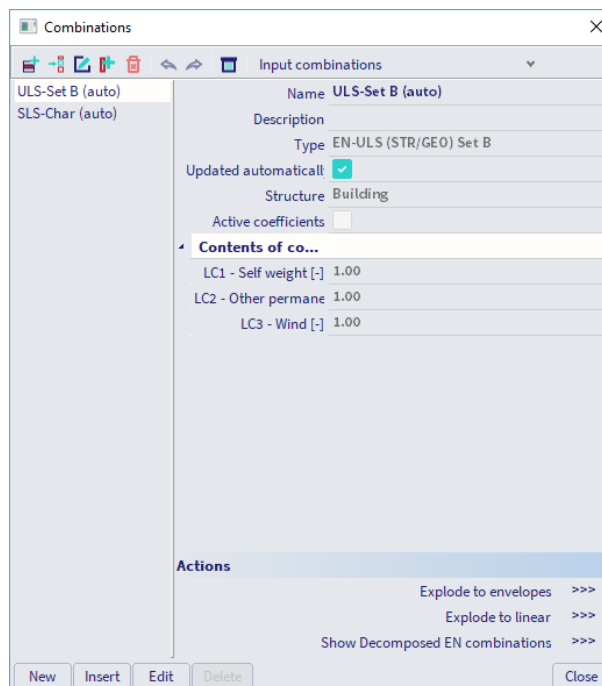 Combinations
Input combinations
ULS-Set B (auto)
SLS-Char (auto)
Name ULS-Set B (auto)
Description
Type EN-ULS (STR/GEO) Set B
Updated automaticall
Structure Building
Active coefficients
Contents of co...
LC1 - Self weight [-] 1.00
LC2 - Other permane 1.00
LC3 - Wind [-] 1.00
Actions
Explode to envelopes >>>
Explode to linear >>>
Show Decomposed EN combinations >>>
New Insert Edit Delete Close